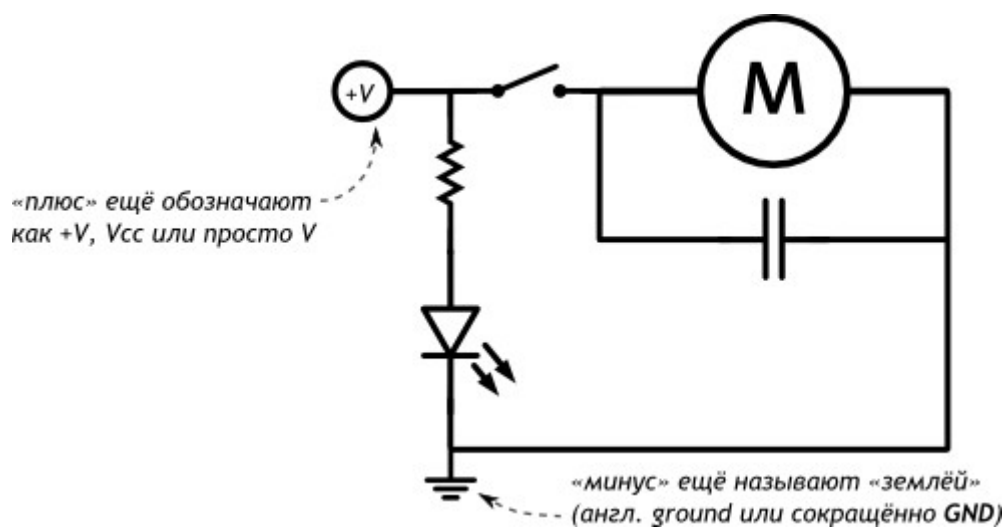 +V
M
«плюс» ещё обозначают
как +V, Vcc или просто V
«минус» ещё называют «землёй»
(англ. ground или сокращённо GND)